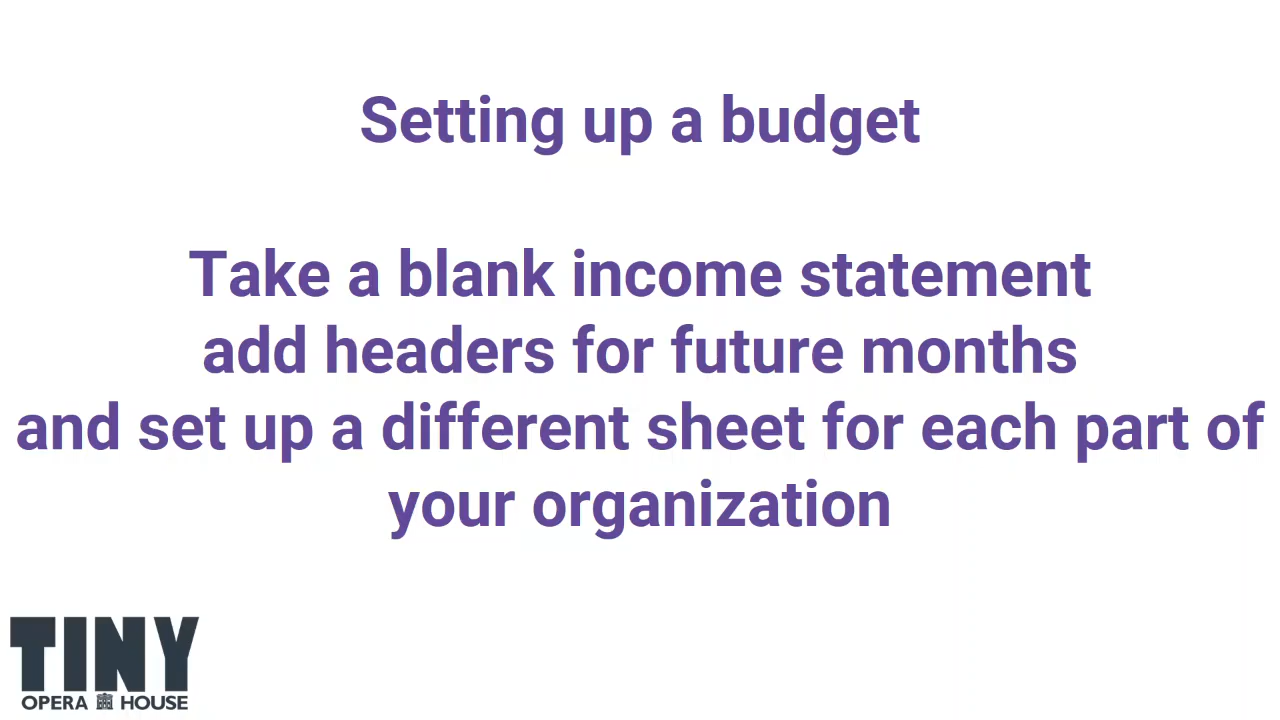 Setting up a budget
Take a blank income statement
add headers for future months
and set up a different sheet for each part of
your organization
TINY
OPERA HOUSE